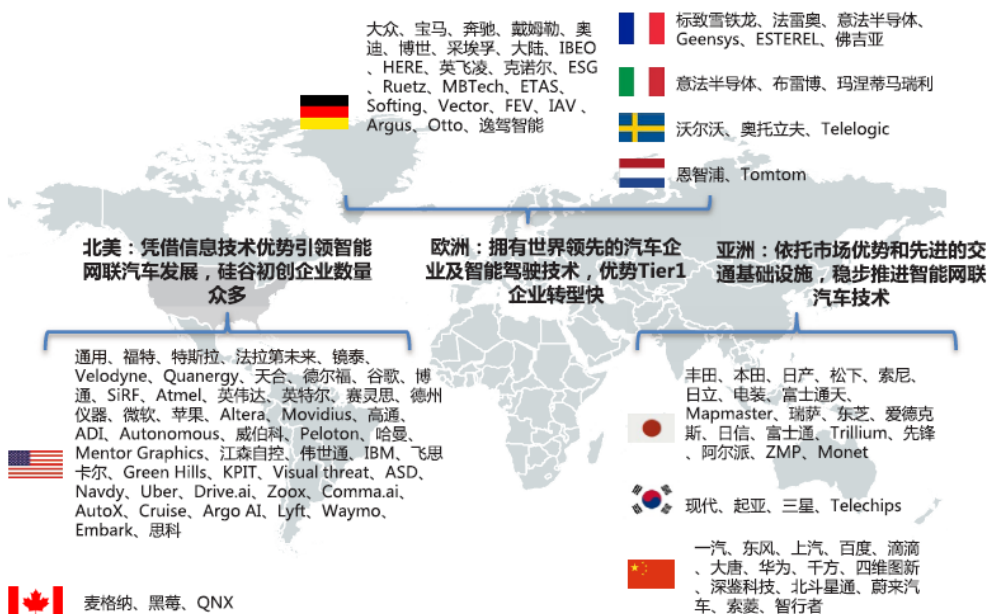 大众、宝马、奔驰、戴姆勒、奥
迪、博世、采埃孚、大陆、IBEO
、HERE、英飞凌、克诺尔、ESG
、Ruetz、MBTech、ETAS、
Softing、Vector、FEV、IAV 、
Argus、Otto、逸驾智能
标致雪铁龙、法雷奥、意法半导体、
Geensys、ESTEREL、佛吉亚
意法半导体、布雷博、玛涅蒂马瑞利
沃尔沃、奥托立夫、Telelogic
恩智浦、Tomtom
北美：凭借信息技术优势引领智能
网联汽车发展，硅谷初创企业数量
众多
欧洲：拥有世界领先的汽车企
业及智能驾驶技术，优势Tier1
企业转型快
亚洲：依托市场优势和先进的交
通基础设施，稳步推进智能网联
汽车技术
通用、福特、特斯拉、法拉第未来、镜泰、
Velodyne、Quanergy、天合、德尔福、谷歌、博
通、SiRF、Atmel、英伟达、英特尔、赛灵思、德州
仪器、微软、苹果、Altera、Movidius、高通、
ADI、Autonomous、威伯科、Peloton、哈曼、
Mentor Graphics、江森自控、伟世通、IBM、飞思
卡尔、Green Hills、KPIT、Visual threat、ASD、
Navdy、Uber、Drive.ai、Zoox、Comma.ai、
AutoX、Cruise、Argo AI、Lyft、Waymo、
Embark、思科
麦格纳、黑莓、QNX
丰田、本田、日产、松下、索尼、
日立、电装、富士通天、
Mapmaster、瑞萨、东芝、爱德克
斯、日信、富士通、Trillium、先锋
、阿尔派、ZMP、Monet
现代、起亚、三星、Telechips
一汽、东风、上汽、百度、滴滴
、大唐、华为、千方、四维图新
、深鉴科技、北斗星通、蔚来汽
车、索菱、智行者